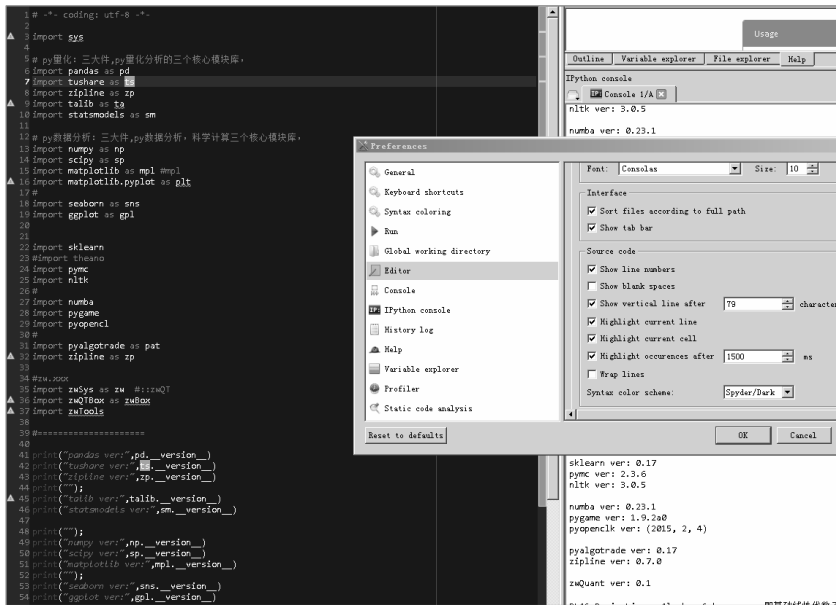 1 # -*- coding: utf-8 -*-
2
3 import sys
4
5 # py量化: 三大件,py量化分析的三个核心模块库,
6 import pandas as pd
7 import tushare as ts
8 import zipline as zp
9 import talib as ta
10 import statsmodels as sm
11
12 # py数据分析: 三大件,py数据分析, 科学计算三个核心模块库,
13 import numpy as np
14 import scipy as sp
15 import matplotlib as mpl #mpl
16 import matplotlib.pyplot as plt
17 #
18 import seaborn as sns
19 import ggplot as gpl
20
21
22 import sklearn
23 #import theano
24 import pymc
25 import nltk
26 #
27 import numba
28 import pygame
29 import pyopencl
30 #
31 import pyalgotrade as pat
32 import zipline as zp
33
34 #zw.xxx
35 import zwSys as zw #::zwQT
36 import zwQTBox as zwBox
37 import zwTools
38
39 #=====================
40
41 print("pandas ver:",pd.__version__)
42 print("tushare ver:",ts.__version__)
43 print("zipline ver:",zp.__version__)
44 print("");
45 print("talib ver:",talib.__version__)
46 print("statsmodels ver:",sm.__version__)
47
48 print("");
49 print("numpy ver:",np.__version__)
50 print("scipy ver:",sp.__version__)
51 print("matplotlib ver:",mpl.__version__)
52 print("");
53 print("seaborn ver:",sns.__version__)
54 print("ggplot ver:",gpl.__version__)
Usage
Outline Variable explorer File explorer Help
IPython console
IP: Console 1/A
nltk ver: 3.0.5
numba ver: 0.23.1
Preferences
General
Keyboard shortcuts
Syntax coloring
Run
Global working directory
Editor
Console
IPython console
History log
Help
Variable explorer
Profiler
Static code analysis
Font: Consolas Size: 10
Interface
Sort files according to full path
Show tab bar
Source code
Show line numbers
Show blank spaces
Show vertical line after 79 character
Highlight current line
Highlight current cell
Highlight occurences after 1500 ms
Wrap lines
Syntax color scheme: Spyder/Dark
Reset to defaults OK Cancel
sklearn ver: 0.17
pymc ver: 2.3.6
nltk ver: 3.0.5
numba ver: 0.23.1
pygame ver: 1.9.2a0
pyopenclk ver: (2015, 2, 4)
pyalgotrade ver: 0.17
zipline ver: 0.7.0
zwQuant ver: 0.1